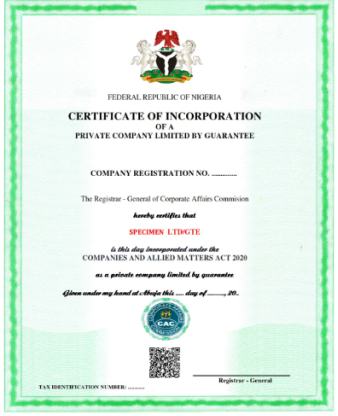 FEDERAL REPUBLIC OF NIGERIA
CERTIFICATE OF INCORPORATION
OF A
PRIVATE COMPANY LIMITED BY GUARANTEE
COMPANY REGISTRATION NO. .............
The Registrar - General of Corporate Affairs Commision
hereby certifies that
SPECIMEN LTD/GTE
is this day incorporated under the
COMPANIES AND ALLIED MATTERS ACT 2020
as a private company limited by guarantee
Given under my hand at Abuja this .... day of ........, 20..
CAC
Registrar - General
TAX IDENTIFICATION NUMBER: .........